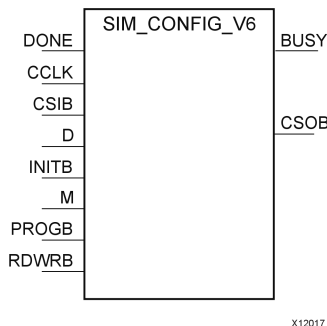 SIM_CONFIG_V6
DONE
BUSY
CCLK
CSIB
CSOB
D
INITB
M
PROGB
RDWRB
X12017